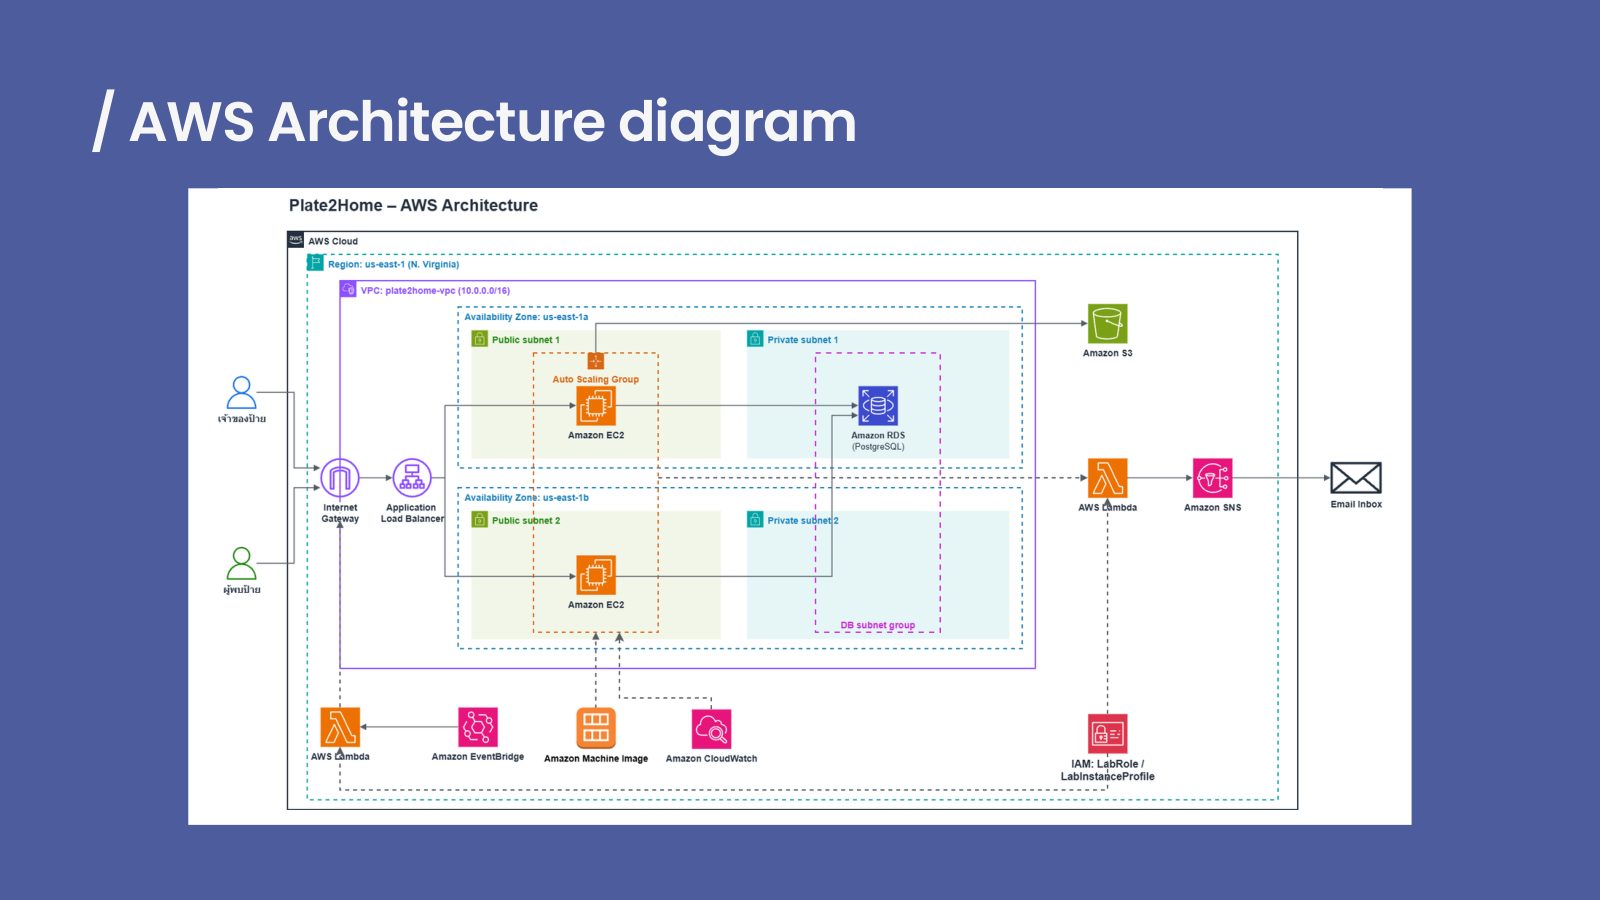 / AWS Architecture diagram
Plate2Home – AWS Architecture
aws
AWS Cloud
Region: us-east-1 (N. Virginia)
VPC: plate2home-vpc (10.0.0.0/16)
Availability Zone: us-east-1a
Public subnet 1
Private subnet 1
Auto Scaling Group
Amazon EC2
Amazon RDS
(PostgreSQL)
Amazon S3
เจ้าของป้าย
Internet
Gateway
Application
Load Balancer
Availability Zone: us-east-1b
Public subnet 2
Private subnet 2
Amazon EC2
DB subnet group
AWS Lambda
Amazon SNS
Email Inbox
ผู้พบป้าย
AWS Lambda
Amazon EventBridge
Amazon Machine Image
Amazon CloudWatch
IAM: LabRole /
LabInstanceProfile